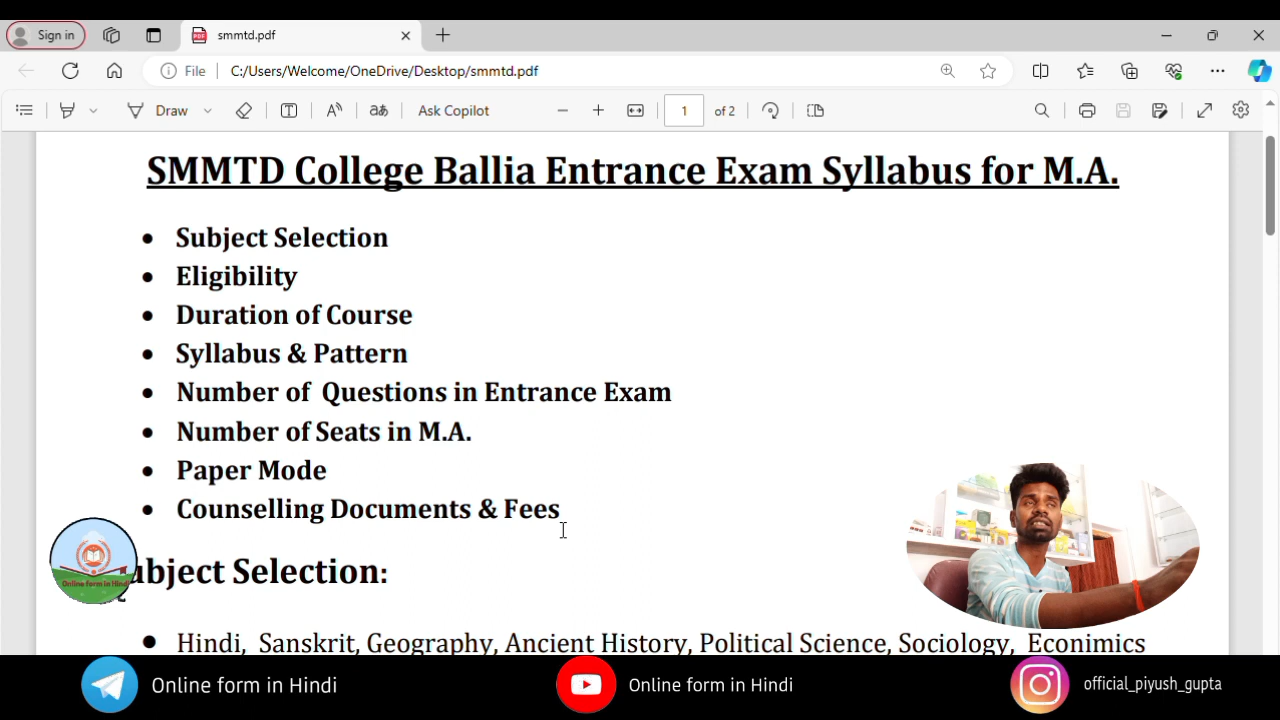 Sign in
smmtd.pdf
File
C:/Users/Welcome/OneDrive/Desktop/smmtd.pdf
Draw
aあ
Ask Copilot
1
of 2
SMMTD College Ballia Entrance Exam Syllabus for M.A.
• Subject Selection
• Eligibility
• Duration of Course
• Syllabus & Pattern
• Number of Questions in Entrance Exam
• Number of Seats in M.A.
• Paper Mode
• Counselling Documents & Fees
ubject Selection:
• Hindi, Sanskrit, Geography, Ancient History, Political Science, Sociology, Econimics
Online form in Hindi
Online form in Hindi
Online form in Hindi
official_piyush_gupta